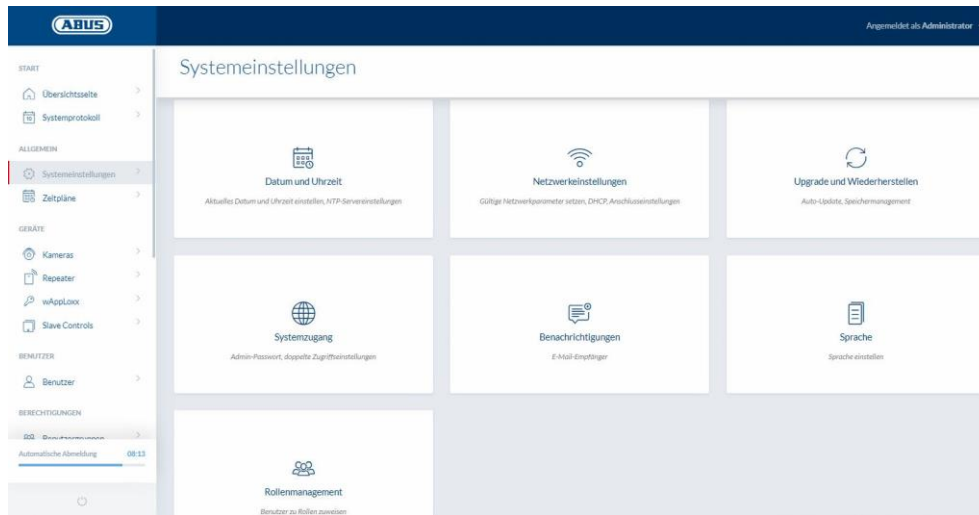 ABUS
Angemeldet als Administrator
START
Übersichtsseite
Systemprotokoll
ALLGEMEIN
Systemeinstellungen
Zeitpläne
GERÄTE
Kameras
Repeater
wAppLoxx
Slave Controls
BENUTZER
Benutzer
BERECHTIGUNGEN
Benutzergruppen
Automatische Abmeldung 08:13
Systemeinstellungen
Datum und Uhrzeit
Aktuelles Datum und Uhrzeit einstellen, NTP-Servereinstellungen
Netzwerkeinstellungen
Gültige Netzwerkparameter setzen, DHCP, Anschlusseinstellungen
Upgrade und Wiederherstellen
Auto-Update, Speichermanagement
Systemzugang
Admin-Passwort, doppelte Zugriffseinstellungen
Benachrichtigungen
E-Mail-Empfänger
Sprache
Sprache einstellen
Rollenmanagement
Benutzer zu Rollen zuweisen